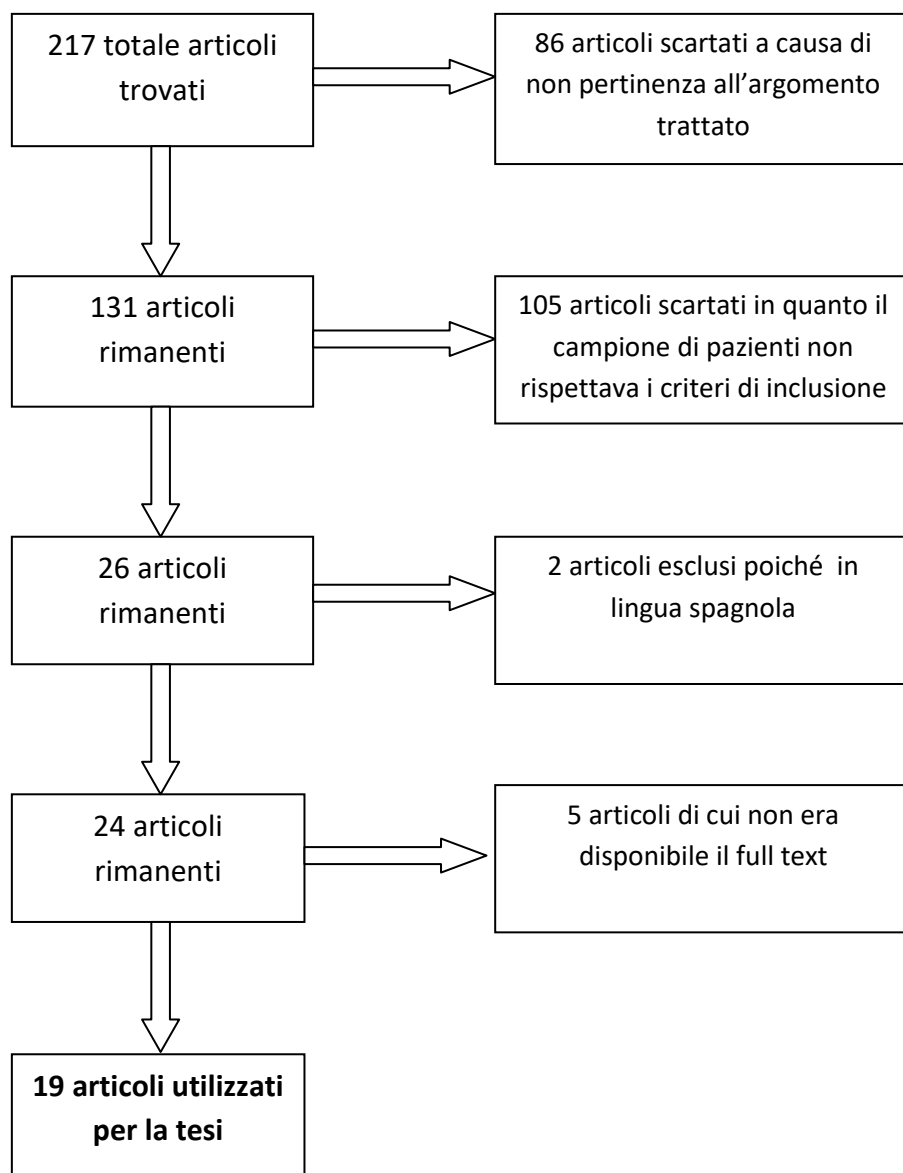 217 totale articoli
trovati
86 articoli scartati a causa di
non pertinenza all’argomento
trattato
131 articoli
rimanenti
105 articoli scartati in quanto il
campione di pazienti non
rispettava i criteri di inclusione
26 articoli
rimanenti
2 articoli esclusi poiché  in
lingua spagnola
24 articoli
rimanenti
5 articoli di cui non era
disponibile il full text
19 articoli utilizzati
per la tesi